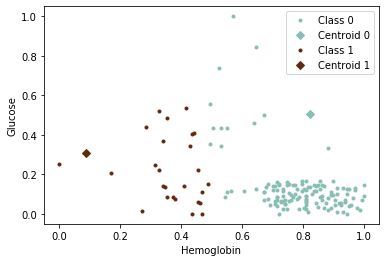 1.0
0.8
0.6
0.4
0.2
0.0
Glucose
0.0 0.2 0.4 0.6 0.8 1.0
Hemoglobin
Class 0
Centroid 0
Class 1
Centroid 1